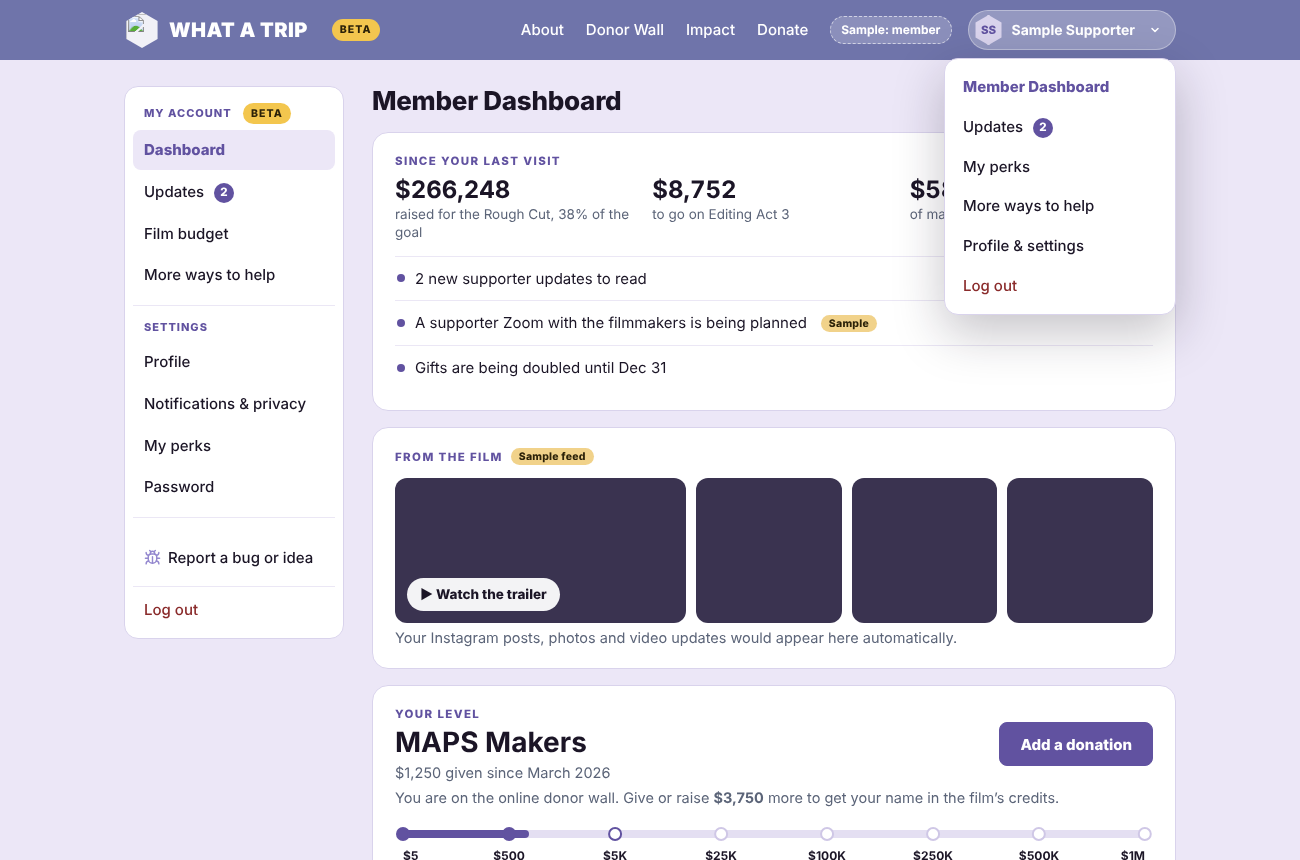 WHAT A TRIP BETA About Donor Wall Impact Donate Sample: member SS Sample Supporter
Member Dashboard
Updates 2
My perks
More ways to help
Profile & settings
Log out
MY ACCOUNT BETA
Dashboard
Updates 2
Film budget
More ways to help
SETTINGS
Profile
Notifications & privacy
My perks
Password
Report a bug or idea
Log out
Member Dashboard
SINCE YOUR LAST VISIT
$266,248
raised for the Rough Cut, 38% of the
goal
$8,752
to go on Editing Act 3
2 new supporter updates to read
A supporter Zoom with the filmmakers is being planned Sample
Gifts are being doubled until Dec 31
FROM THE FILM Sample feed
▶ Watch the trailer
Your Instagram posts, photos and video updates would appear here automatically.
YOUR LEVEL
MAPS Makers
Add a donation
$1,250 given since March 2026
You are on the online donor wall. Give or raise $3,750 more to get your name in the film’s credits.
$5 $500 $5K $25K $100K $250K $500K $1M